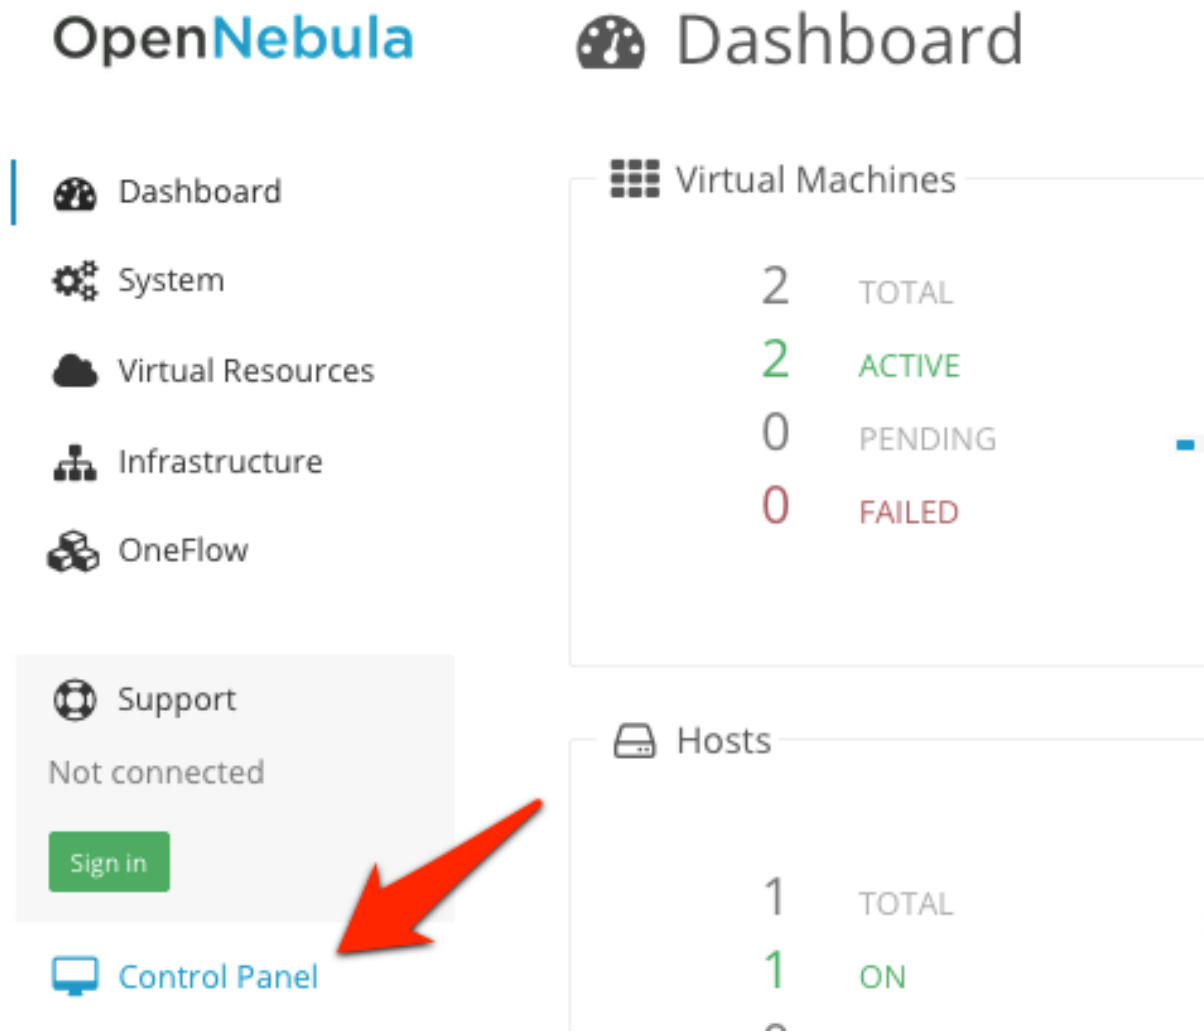 OpenNebula
Dashboard
System
Virtual Resources
Infrastructure
OneFlow
Support
Not connected
Sign in
Control Panel
Dashboard
Virtual Machines
2 TOTAL
2 ACTIVE
0 PENDING
0 FAILED
Hosts
1 TOTAL
1 ON